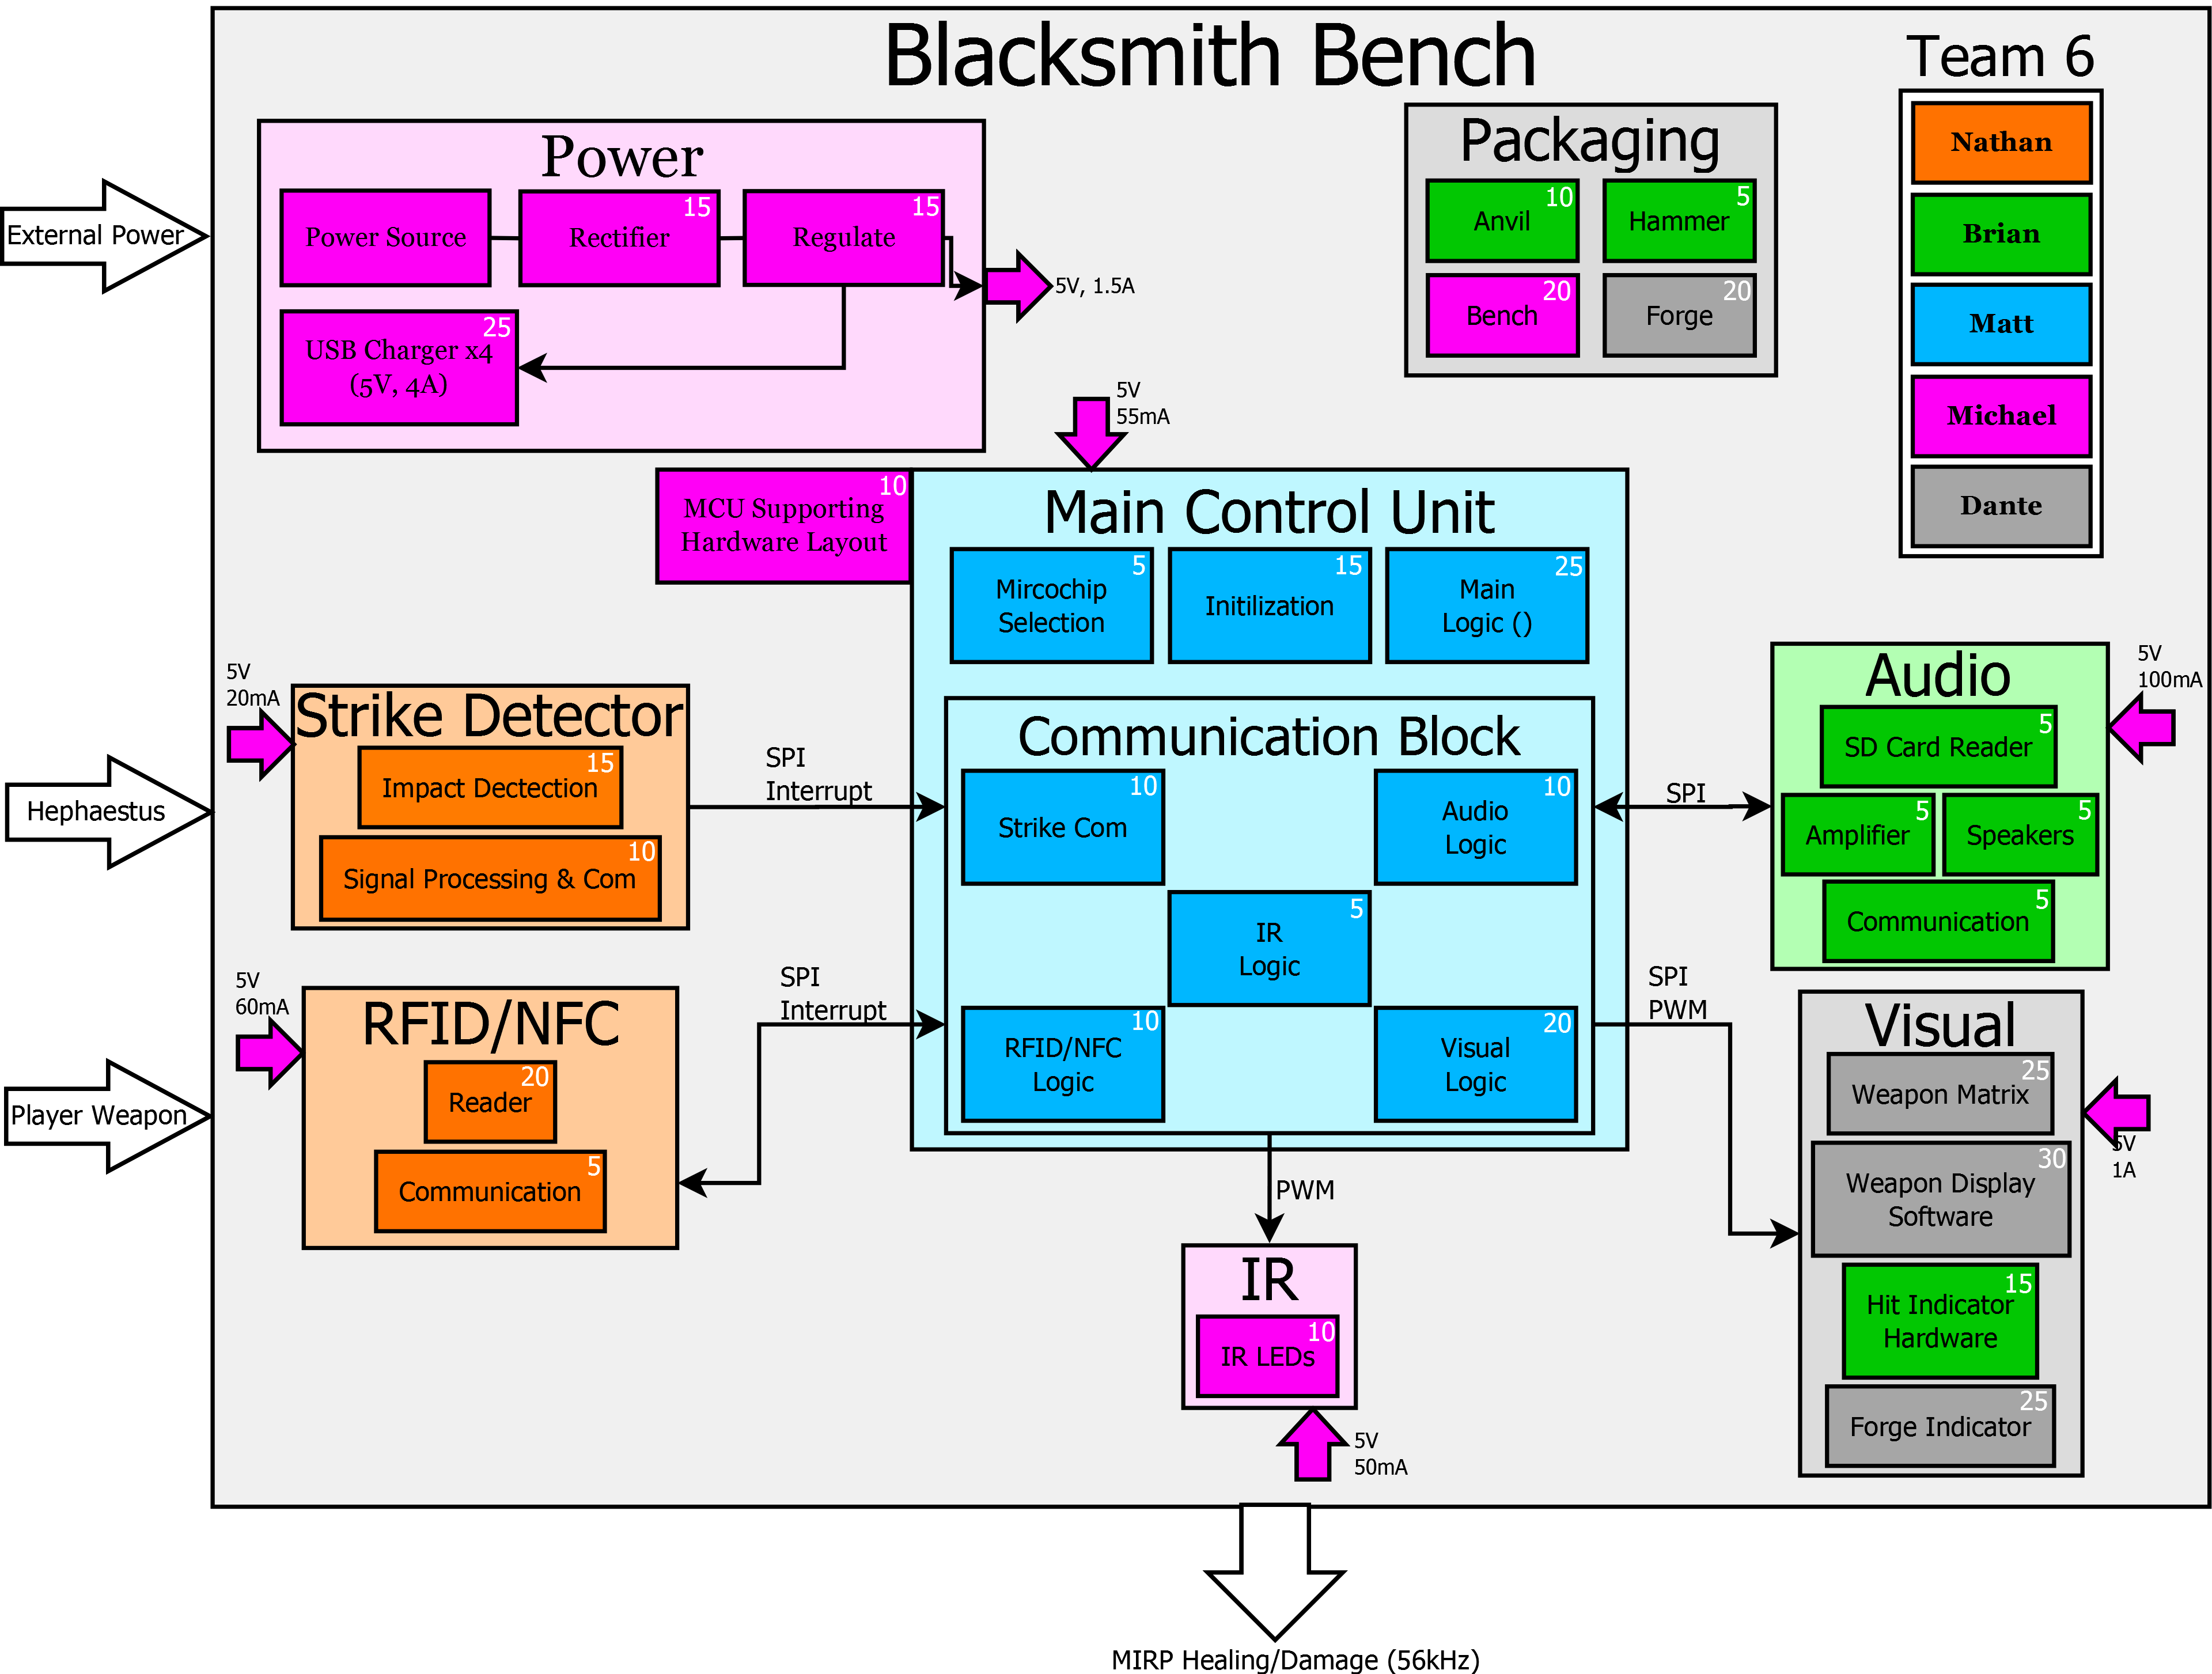 Blacksmith Bench
Team 6
Nathan
Brian
Matt
Michael
Dante
External Power
Hephaestus
Player Weapon
Power
Power Source
15
Rectifier
15
Regulate
25
USB Charger x4
(5V, 4A)
5V, 1.5A
Packaging
10
Anvil
5
Hammer
20
Bench
20
Forge
5V
55mA
10
MCU Supporting
Hardware Layout
Main Control Unit
5
Mircochip
Selection
15
Initilization
25
Main
Logic ()
Communication Block
10
Strike Com
10
Audio
Logic
5
IR
Logic
10
RFID/NFC
Logic
20
Visual
Logic
5V
20mA
Strike Detector
15
Impact Dectection
10
Signal Processing & Com
SPI
Interrupt
5V
60mA
RFID/NFC
20
Reader
5
Communication
SPI
Interrupt
SPI
Audio
5
SD Card Reader
5
Amplifier
5
Speakers
5
Communication
5V
100mA
SPI
PWM
Visual
25
Weapon Matrix
30
Weapon Display
Software
15
Hit Indicator
Hardware
25
Forge Indicator
5V
1A
PWM
IR
10
IR LEDs
5V
50mA
MIRP Healing/Damage (56kHz)